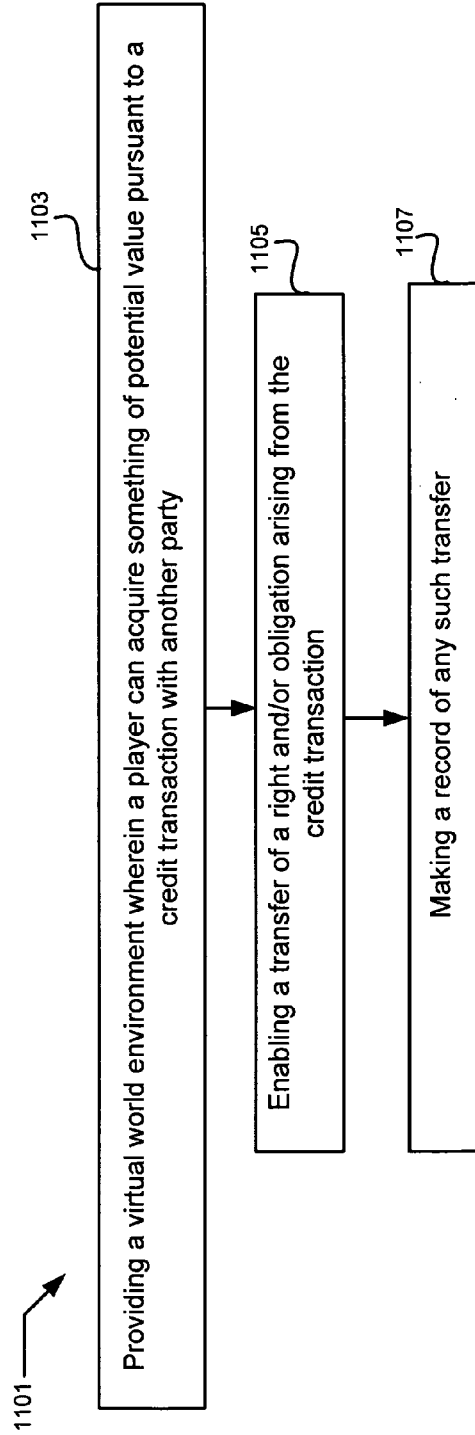 1101
1103
Providing a virtual world environment wherein a player can acquire something of potential value pursuant to a
credit transaction with another party
1105
Enabling a transfer of a right and/or obligation arising from the
credit transaction
1107
Making a record of any such transfer